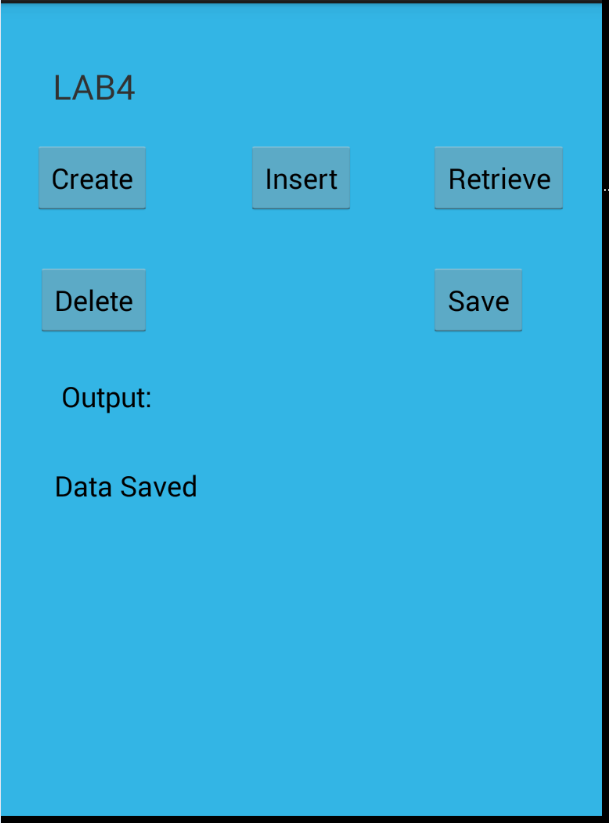 LAB4
Create Insert Retrieve
Delete Save
Output:
Data Saved